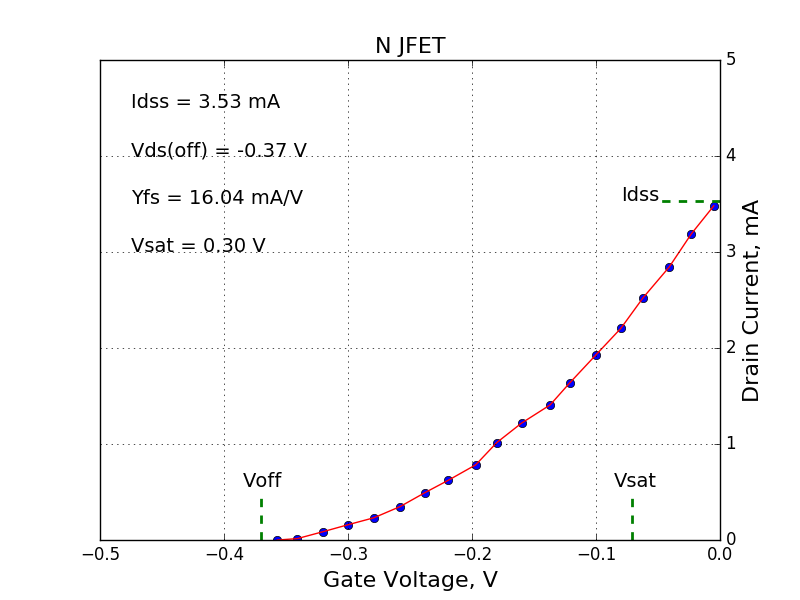 N JFET
Idss = 3.53 mA
Vds(off) = -0.37 V
Yfs = 16.04 mA/V
Vsat = 0.30 V
Idss
Voff
Vsat
5
4
3
2
1
0
Drain Current, mA
−0.5 −0.4 −0.3 −0.2 −0.1 0.0
Gate Voltage, V